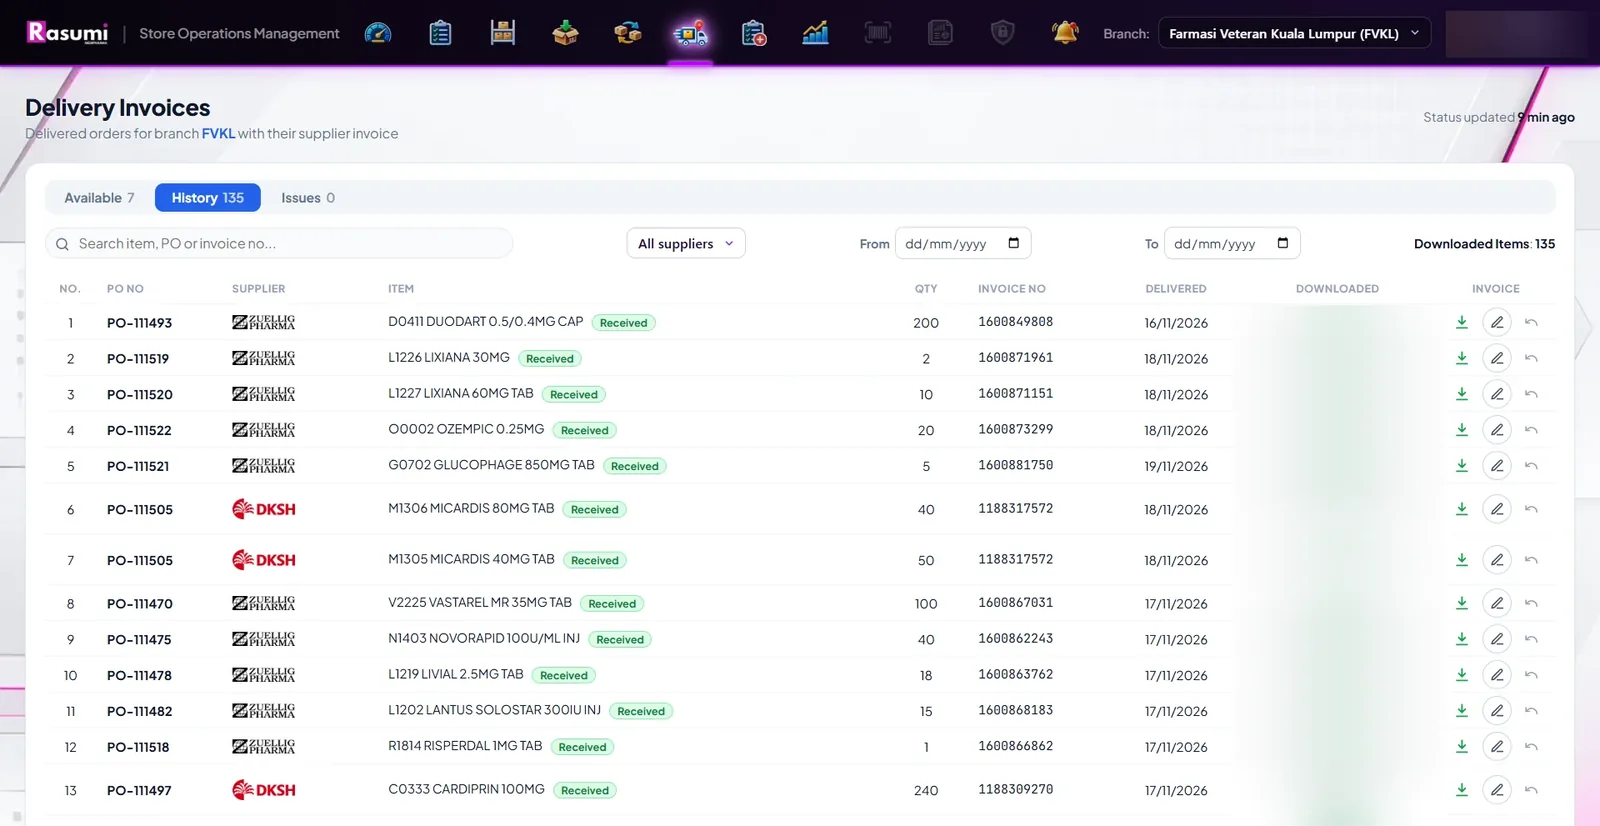 Rasumi | Store Operations Management Branch: Farmasi Veteran Kuala Lumpur (FVKL)
Delivery Invoices
Delivered orders for branch FVKL with their supplier invoice
Status updated 9 min ago
Available 7 History 135 Issues 0
Search item, PO or invoice no... All suppliers From dd/mm/yyyy To dd/mm/yyyy Downloaded Items: 135
NO. PO NO SUPPLIER ITEM QTY INVOICE NO DELIVERED DOWNLOADED INVOICE
1 PO-111493 ZUELLIG PHARMA D0411 DUODART 0.5/0.4MG CAP Received 200 1600849808 16/11/2026
2 PO-111519 ZUELLIG PHARMA L1226 LIXIANA 30MG Received 2 1600871961 18/11/2026
3 PO-111520 ZUELLIG PHARMA L1227 LIXIANA 60MG TAB Received 10 1600871151 18/11/2026
4 PO-111522 ZUELLIG PHARMA O0002 OZEMPIC 0.25MG Received 20 1600873299 18/11/2026
5 PO-111521 ZUELLIG PHARMA G0702 GLUCOPHAGE 850MG TAB Received 5 1600881750 19/11/2026
6 PO-111505 DKSH M1306 MICARDIS 80MG TAB Received 40 1188317572 18/11/2026
7 PO-111505 DKSH M1305 MICARDIS 40MG TAB Received 50 1188317572 18/11/2026
8 PO-111470 ZUELLIG PHARMA V2225 VASTAREL MR 35MG TAB Received 100 1600867031 17/11/2026
9 PO-111475 ZUELLIG PHARMA N1403 NOVORAPID 100U/ML INJ Received 40 1600862243 17/11/2026
10 PO-111478 ZUELLIG PHARMA L1219 LIVIAL 2.5MG TAB Received 18 1600863762 17/11/2026
11 PO-111482 ZUELLIG PHARMA L1202 LANTUS SOLOSTAR 300IU INJ Received 15 1600868183 17/11/2026
12 PO-111518 ZUELLIG PHARMA R1814 RISPERDAL 1MG TAB Received 1 1600866862 17/11/2026
13 PO-111497 DKSH C0333 CARDIPRIN 100MG Received 240 1188309270 17/11/2026